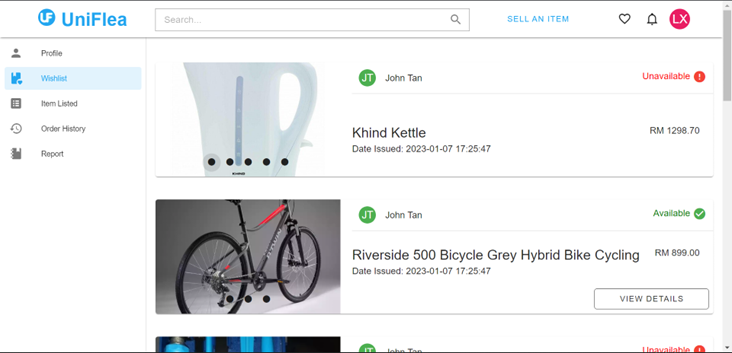 UF UniFlea
Search...
SELL AN ITEM
LX
Profile
Wishlist
Item Listed
Order History
Report
JT John Tan
Unavailable
Khind Kettle
RM 1298.70
Date Issued: 2023-01-07 17:25:47
KHIND
JT John Tan
Available
Riverside 500 Bicycle Grey Hybrid Bike Cycling
RM 899.00
Date Issued: 2023-01-07 17:25:47
VIEW DETAILS
JT John Tan
Unavailable